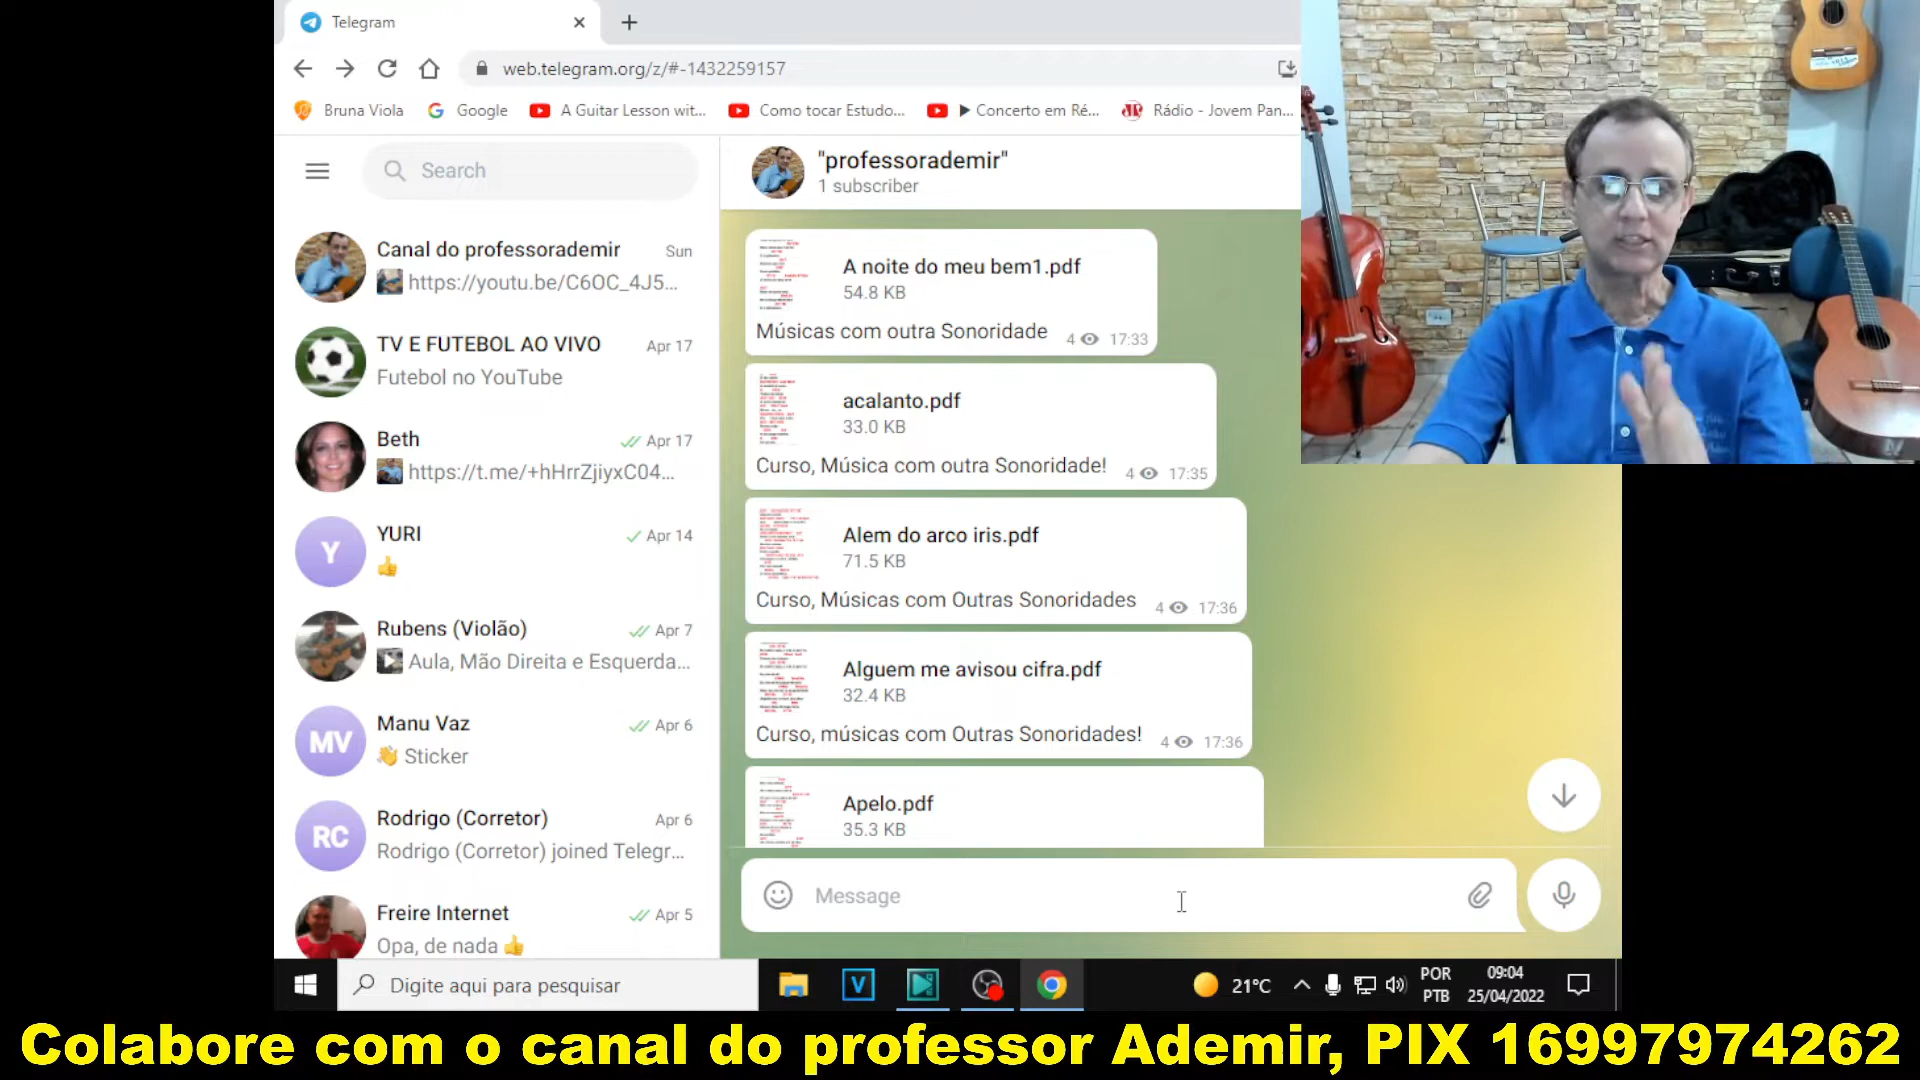 Telegram
web.telegram.org/z/#-1432259157
Bruna Viola
Google
A Guitar Lesson wit...
Como tocar Estudo...
Concerto em Ré...
Rádio - Jovem Pan...
Search
"professorademir"
1 subscriber
Canal do professorademir Sun
https://youtu.be/C6OC_4J5...
TV E FUTEBOL AO VIVO Apr 17
Futebol no YouTube
Beth Apr 17
https://t.me/+hHrrZjiyxC04...
Y
YURI Apr 14
Rubens (Violão) Apr 7
Aula, Mão Direita e Esquerda...
MV
Manu Vaz Apr 6
Sticker
RC
Rodrigo (Corretor) Apr 6
Rodrigo (Corretor) joined Telegr...
Freire Internet Apr 5
Opa, de nada
A noite do meu bem1.pdf
54.8 KB
Músicas com outra Sonoridade 4 17:33
acalanto.pdf
33.0 KB
Curso, Música com outra Sonoridade! 4 17:35
Alem do arco iris.pdf
71.5 KB
Curso, Músicas com Outras Sonoridades 4 17:36
Alguem me avisou cifra.pdf
32.4 KB
Curso, músicas com Outras Sonoridades! 4 17:36
Apelo.pdf
35.3 KB
Message
Digite aqui para pesquisar
V
21°C
POR
PTB
09:04
25/04/2022
Colabore com o canal do professor Ademir, PIX 16997974262